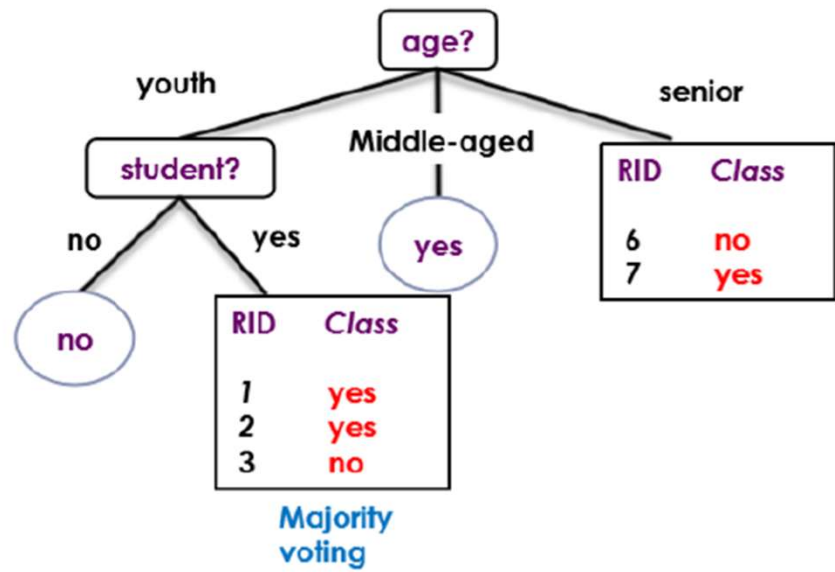 age?
youth
senior
Middle-aged
student?
RID Class
no
yes
yes
6 no
7 yes
no
RID Class
1 yes
2 yes
3 no
Majority
voting